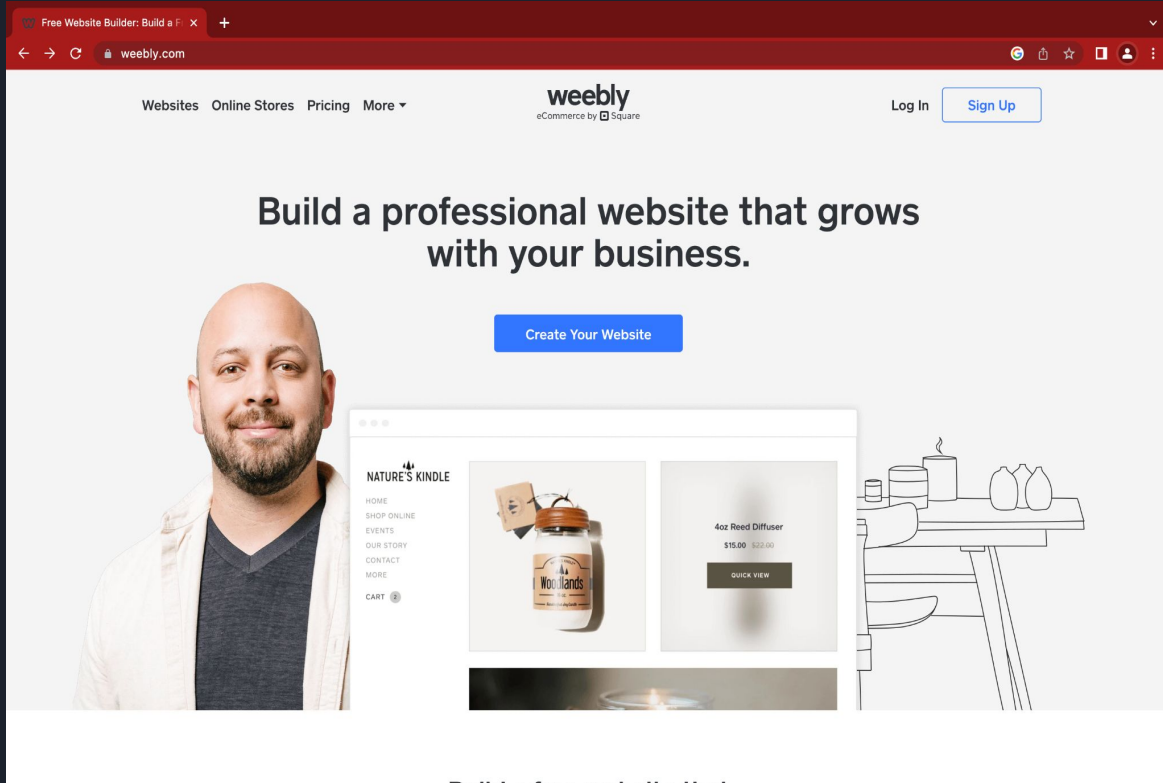 Free Website Builder: Build a F
weebly.com
Websites Online Stores Pricing More
weebly
eCommerce by Square
Log In Sign Up
Build a professional website that grows
with your business.
Create Your Website
NATURE'S KINDLE
HOME
SHOP ONLINE
EVENTS
OUR STORY
CONTACT
MORE
CART 2
Woodlands
4oz Reed Diffuser
$15.00 $22.00
QUICK VIEW